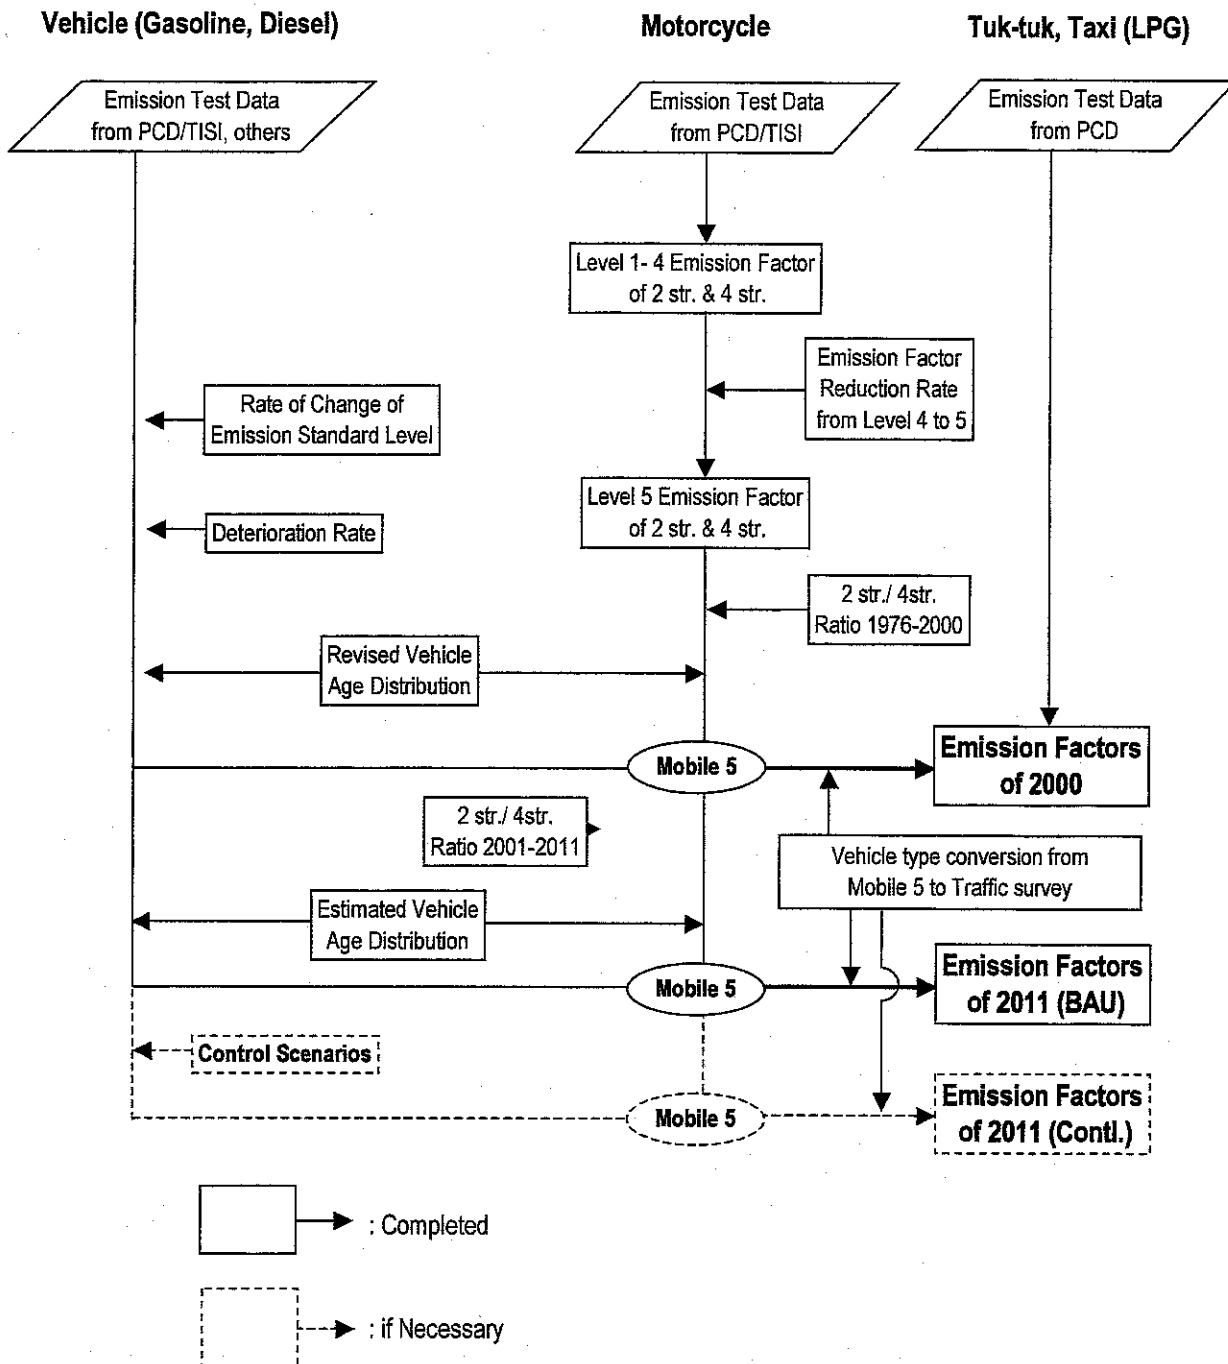 Vehicle (Gasoline, Diesel)
Motorcycle
Tuk-tuk, Taxi (LPG)
Emission Test Data
from PCD/TISI, others
Emission Test Data
from PCD/TISI
Emission Test Data
from PCD
Level 1- 4 Emission Factor
of 2 str. & 4 str.
Emission Factor
Reduction Rate
from Level 4 to 5
Rate of Change of
Emission Standard Level
Level 5 Emission Factor
of 2 str. & 4 str.
Deterioration Rate
2 str./ 4str.
Ratio 1976-2000
Revised Vehicle
Age Distribution
Mobile 5
Emission Factors
of 2000
2 str./ 4str.
Ratio 2001-2011
Vehicle type conversion from
Mobile 5 to Traffic survey
Estimated Vehicle
Age Distribution
Mobile 5
Emission Factors
of 2011 (BAU)
Control Scenarios
Mobile 5
Emission Factors
of 2011 (Contl.)
: Completed
: if Necessary